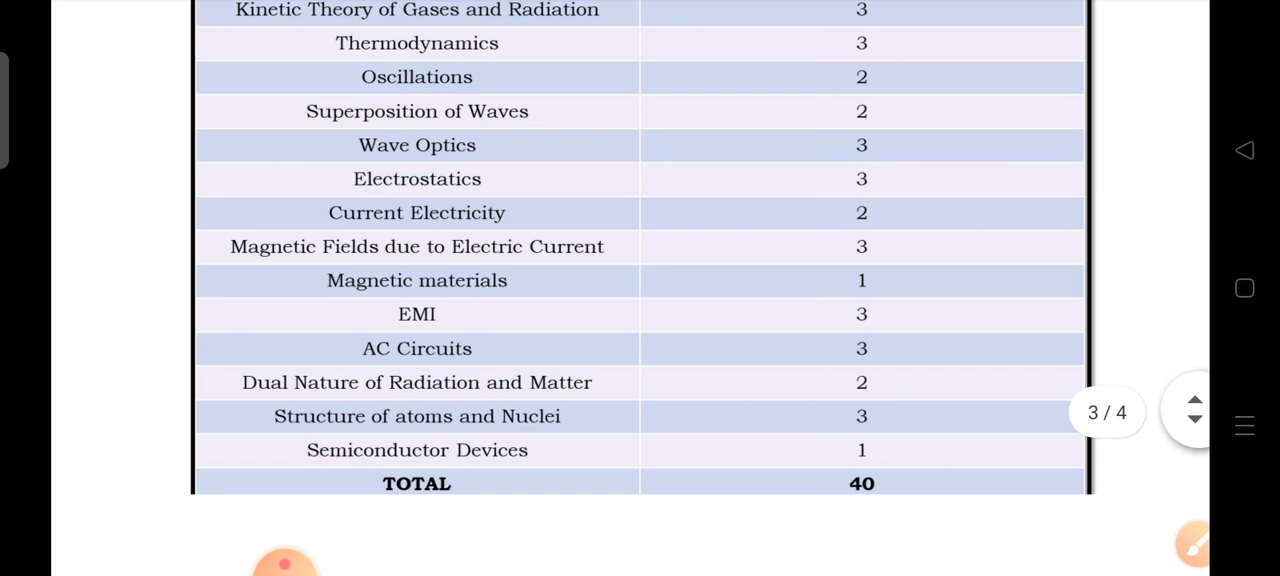 Kinetic Theory of Gases and Radiation 3
Thermodynamics 3
Oscillations 2
Superposition of Waves 2
Wave Optics 3
Electrostatics 3
Current Electricity 2
Magnetic Fields due to Electric Current 3
Magnetic materials 1
EMI 3
AC Circuits 3
Dual Nature of Radiation and Matter 2
Structure of atoms and Nuclei 3
Semiconductor Devices 1
TOTAL 40
3 / 4